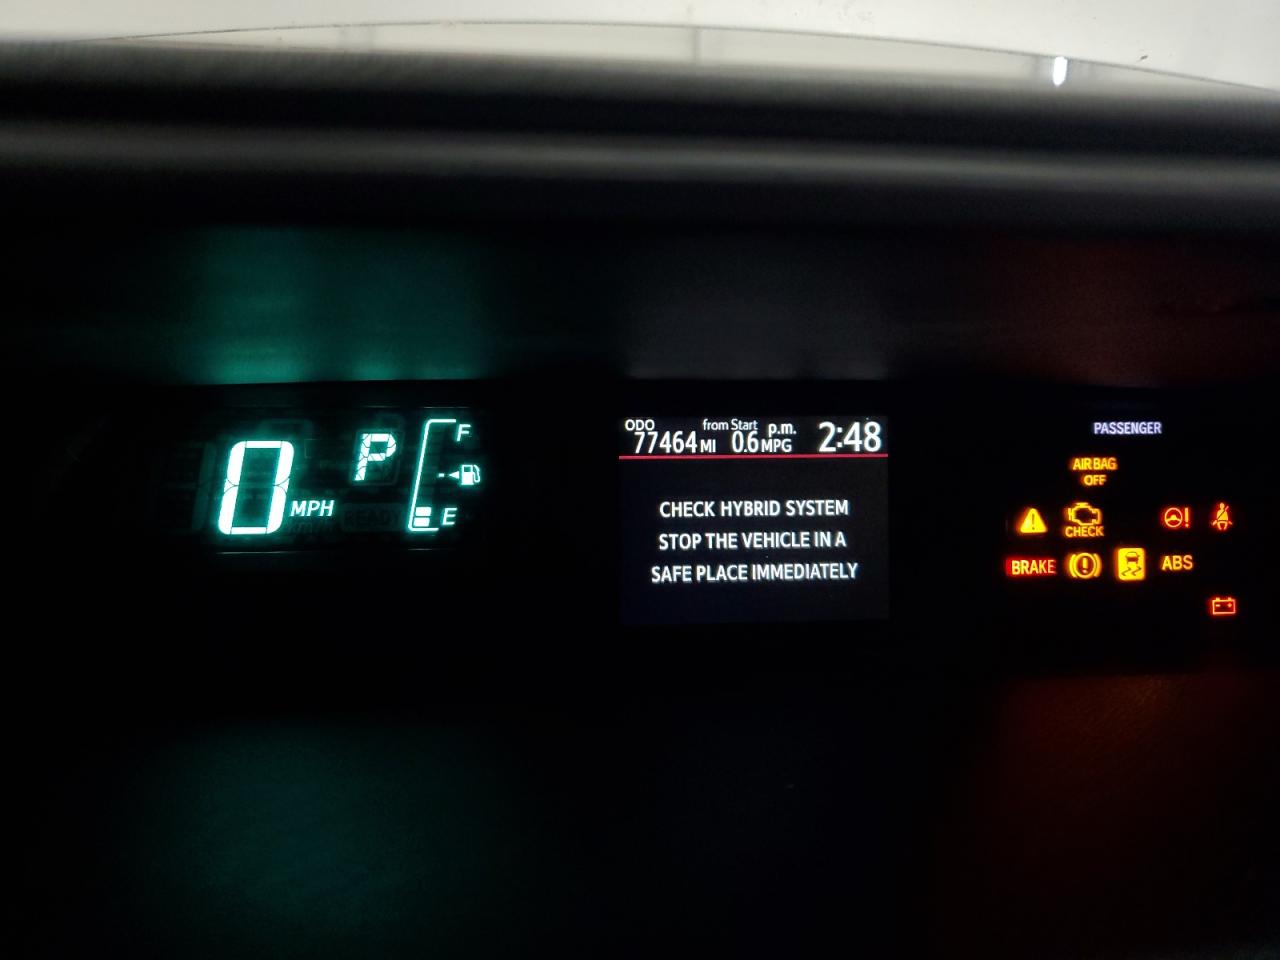 0 MPH
P
F
E
ODO from Start p.m.
77464 MI 0.6 MPG 2:48
CHECK HYBRID SYSTEM
STOP THE VEHICLE IN A
SAFE PLACE IMMEDIATELY
PASSENGER
AIR BAG
OFF
CHECK
BRAKE
ABS